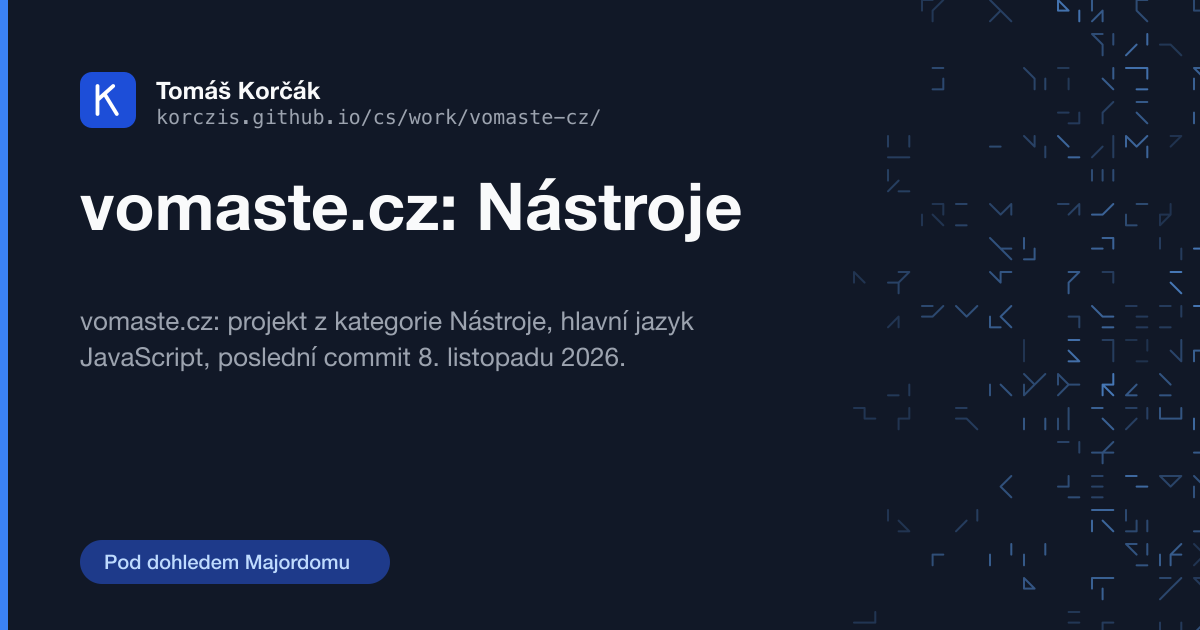 K
Tomáš Korčák
korczis.github.io/cs/work/vomaste-cz/
vomaste.cz: Nástroje
vomaste.cz: projekt z kategorie Nástroje, hlavní jazyk
JavaScript, poslední commit 8. listopadu 2026.
Pod dohledem Majordomu